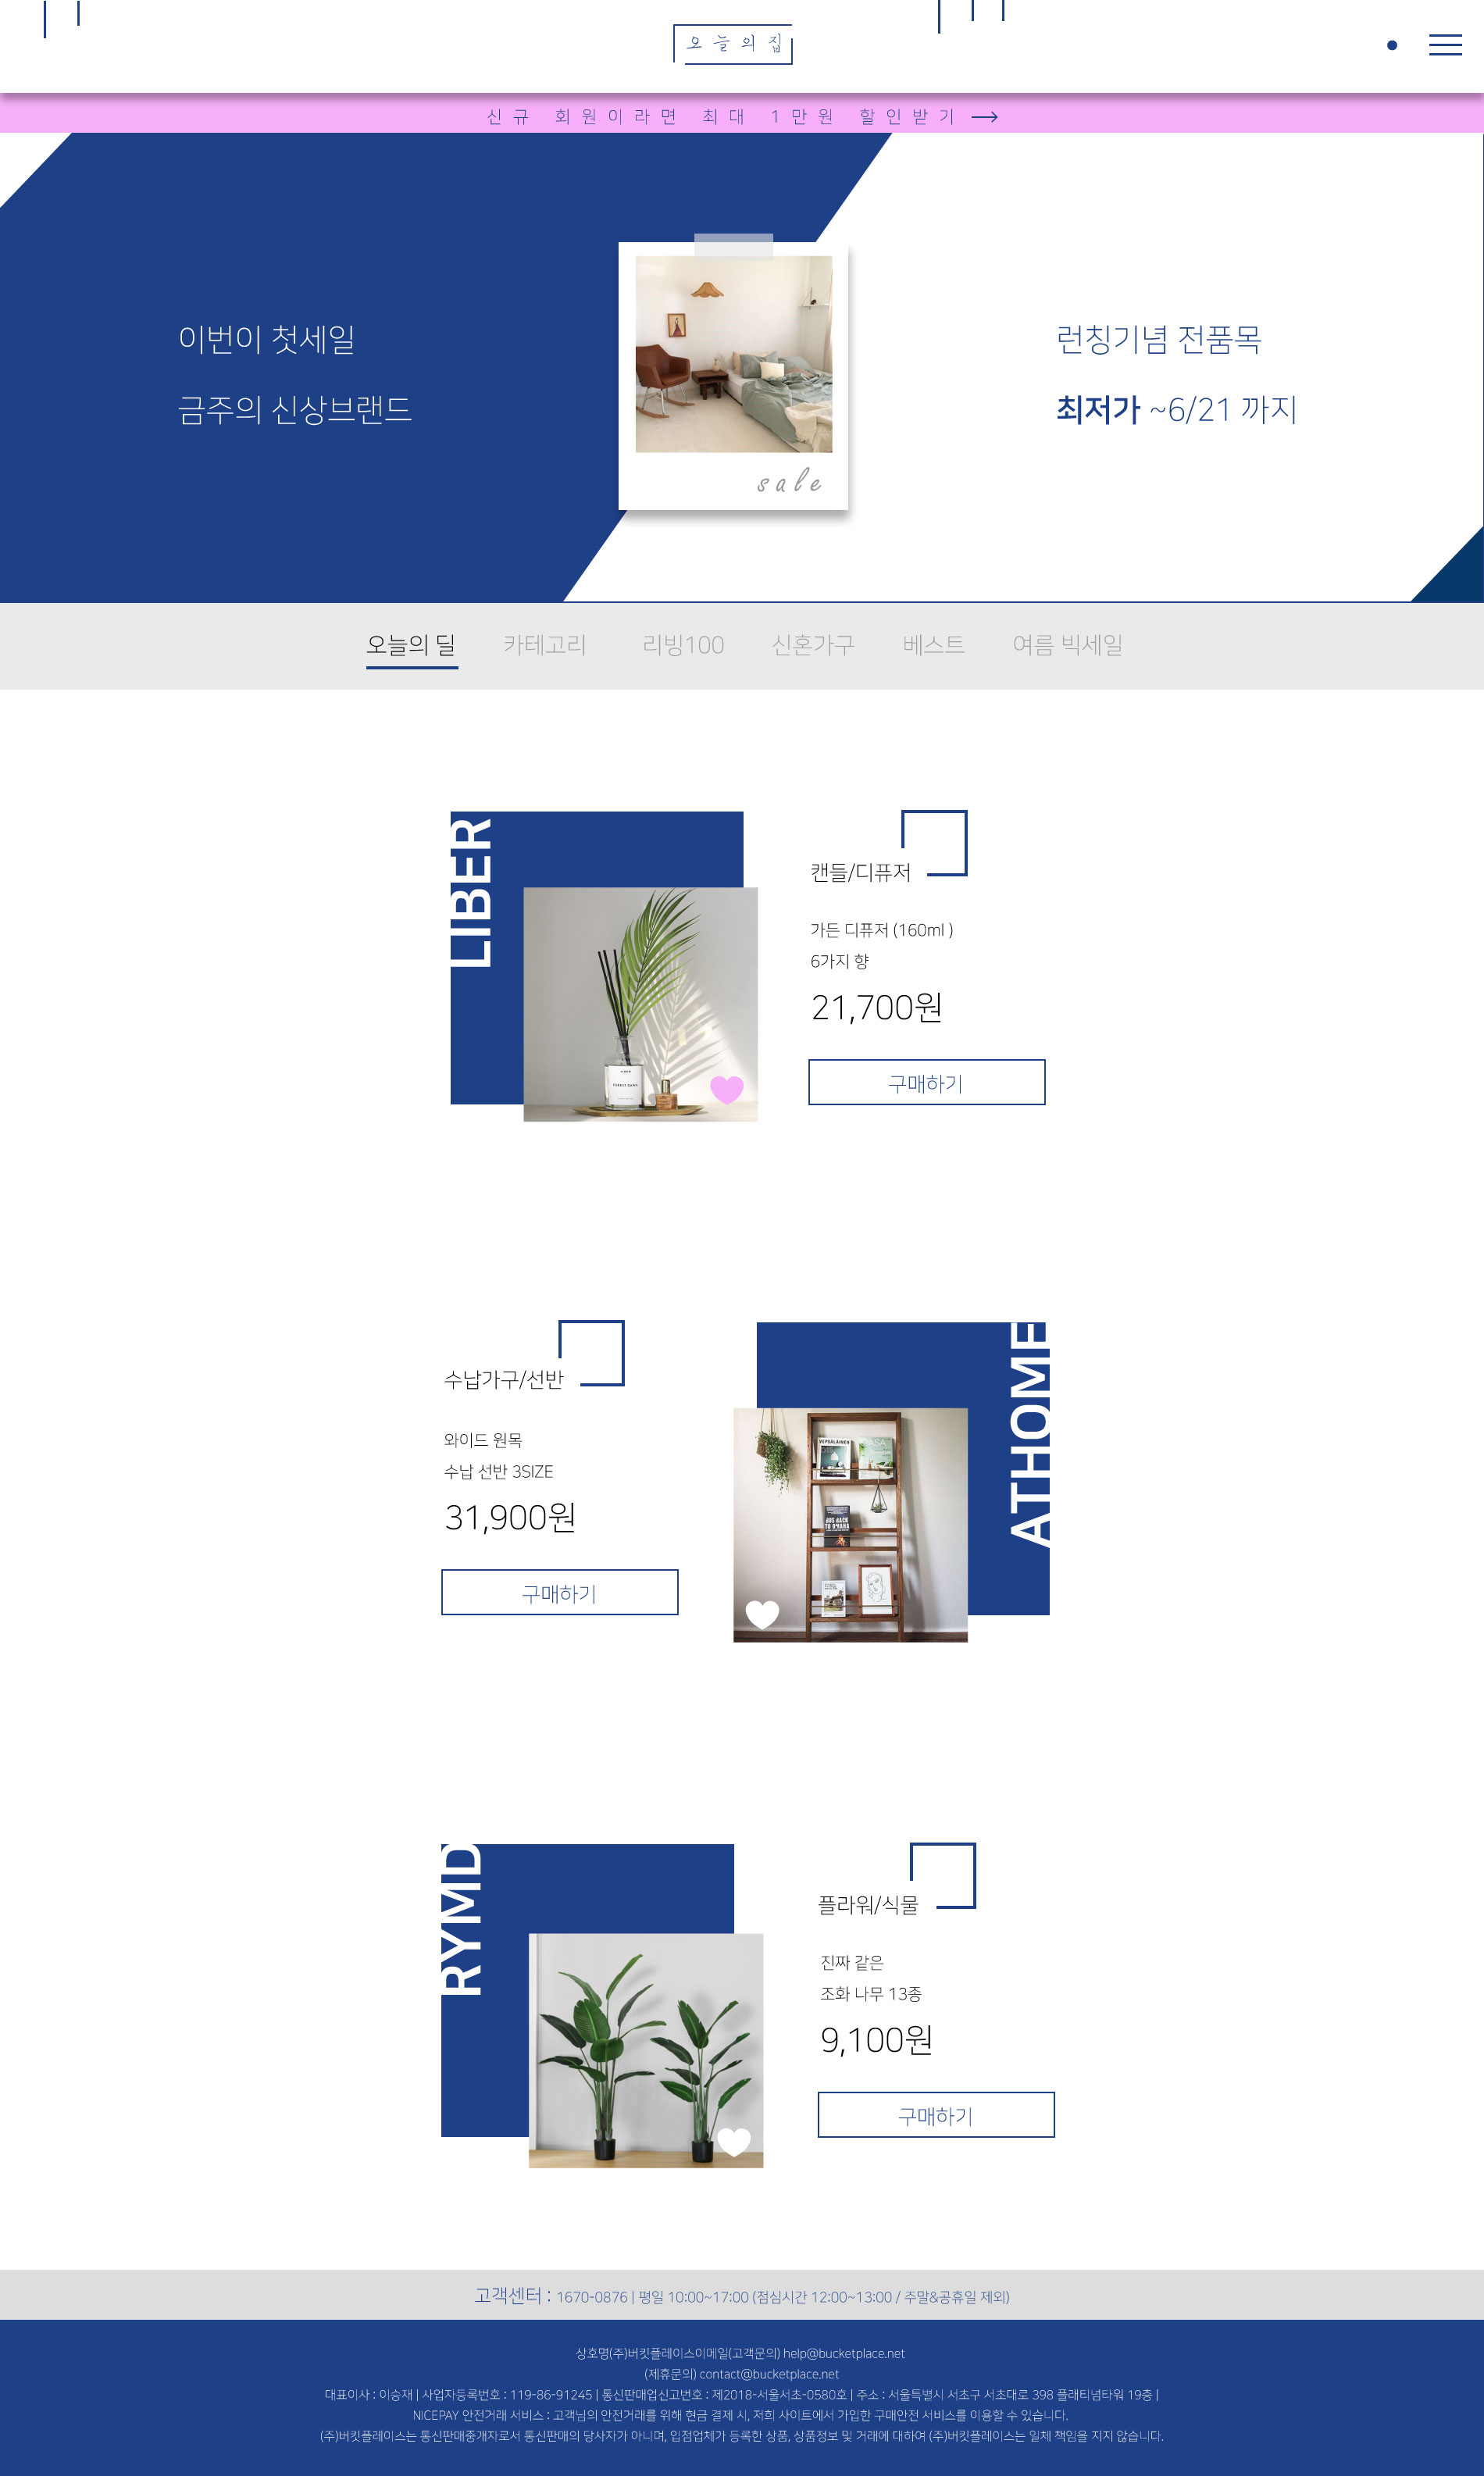 오늘의집
신규 회원이라면 최대 1만원 할인받기 →
이번이 첫세일
금주의 신상브랜드
sale
런칭기념 전품목
최저가 ~6/21 까지
오늘의 딜 카테고리 리빙100 신혼가구 베스트 여름 빅세일
LIBER
캔들/디퓨저
가든 디퓨저 (160ml )
6가지 향
21,700원
구매하기
수납가구/선반
와이드 원목
수납 선반 3SIZE
31,900원
구매하기
ATHOME
RYMD
플라워/식물
진짜 같은
조화 나무 13종
9,100원
구매하기
고객센터 : 1670-0876 | 평일 10:00~17:00 (점심시간 12:00~13:00 / 주말&공휴일 제외)
상호명(주)버킷플레이스이메일(고객문의) help@bucketplace.net
(제휴문의) contact@bucketplace.net
대표이사 : 이승재 | 사업자등록번호 : 119-86-91245 | 통신판매업신고번호 : 제2018-서울서초-0580호 | 주소 : 서울특별시 서초구 서초대로 398 플래티넘타워 19층 |
NICEPAY 안전거래 서비스 : 고객님의 안전거래를 위해 현금 결제 시, 저희 사이트에서 가입한 구매안전 서비스를 이용할 수 있습니다.
(주)버킷플레이스는 통신판매중개자로서 통신판매의 당사자가 아니며, 입점업체가 등록한 상품, 상품정보 및 거래에 대하여 (주)버킷플레이스는 일체 책임을 지지 않습니다.